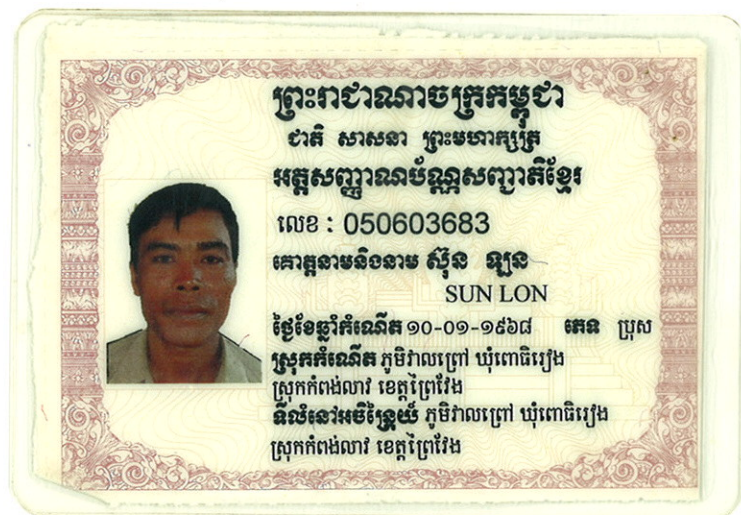 ព្រះរាជាណាចក្រកម្ពុជា
ជាតិ សាសនា ព្រះមហាក្សត្រ
អត្តសញ្ញាណប័ណ្ណសញ្ជាតិខ្មែរ
លេខ : 050603683
គោត្តនាមនិងនាម ស៊ុន ឡុន
SUN LON
ថ្ងៃខែឆ្នាំកំណើត ១០-០១-១៩៦៨ ភេទ ប្រុស
ស្រុកកំណើត ភូមិវាលព្រៅ ឃុំពោធិរៀង
ស្រុកកំពង់លាវ ខេត្តព្រៃវែង
ទីលំនៅអចិន្ត្រៃយ៍ ភូមិវាលព្រៅ ឃុំពោធិរៀង
ស្រុកកំពង់លាវ ខេត្តព្រៃវែង